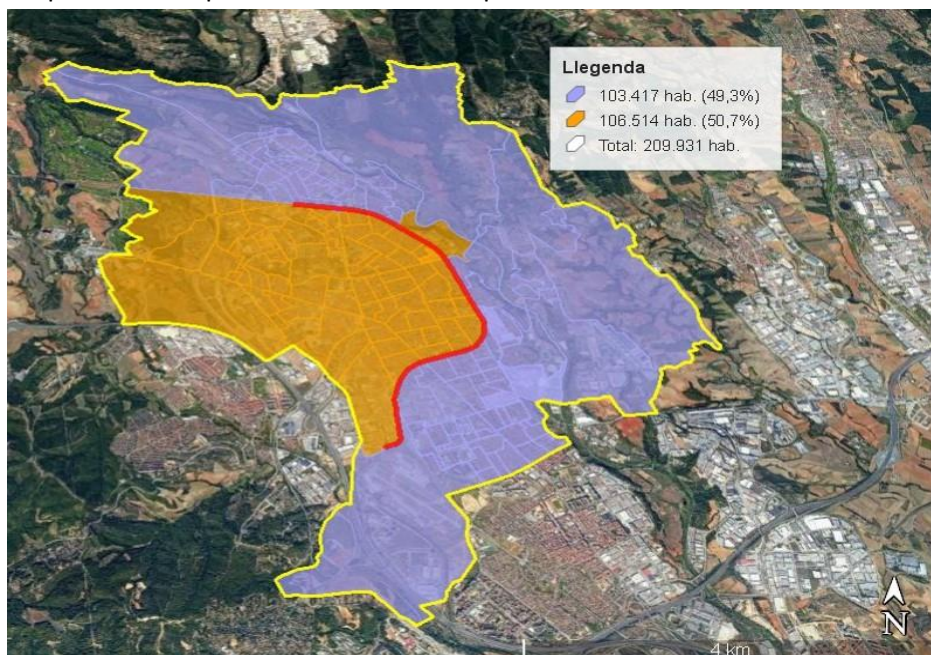 Llegenda
103.417 hab. (49,3%)
106.514 hab. (50,7%)
Total: 209.931 hab.
N
4 km